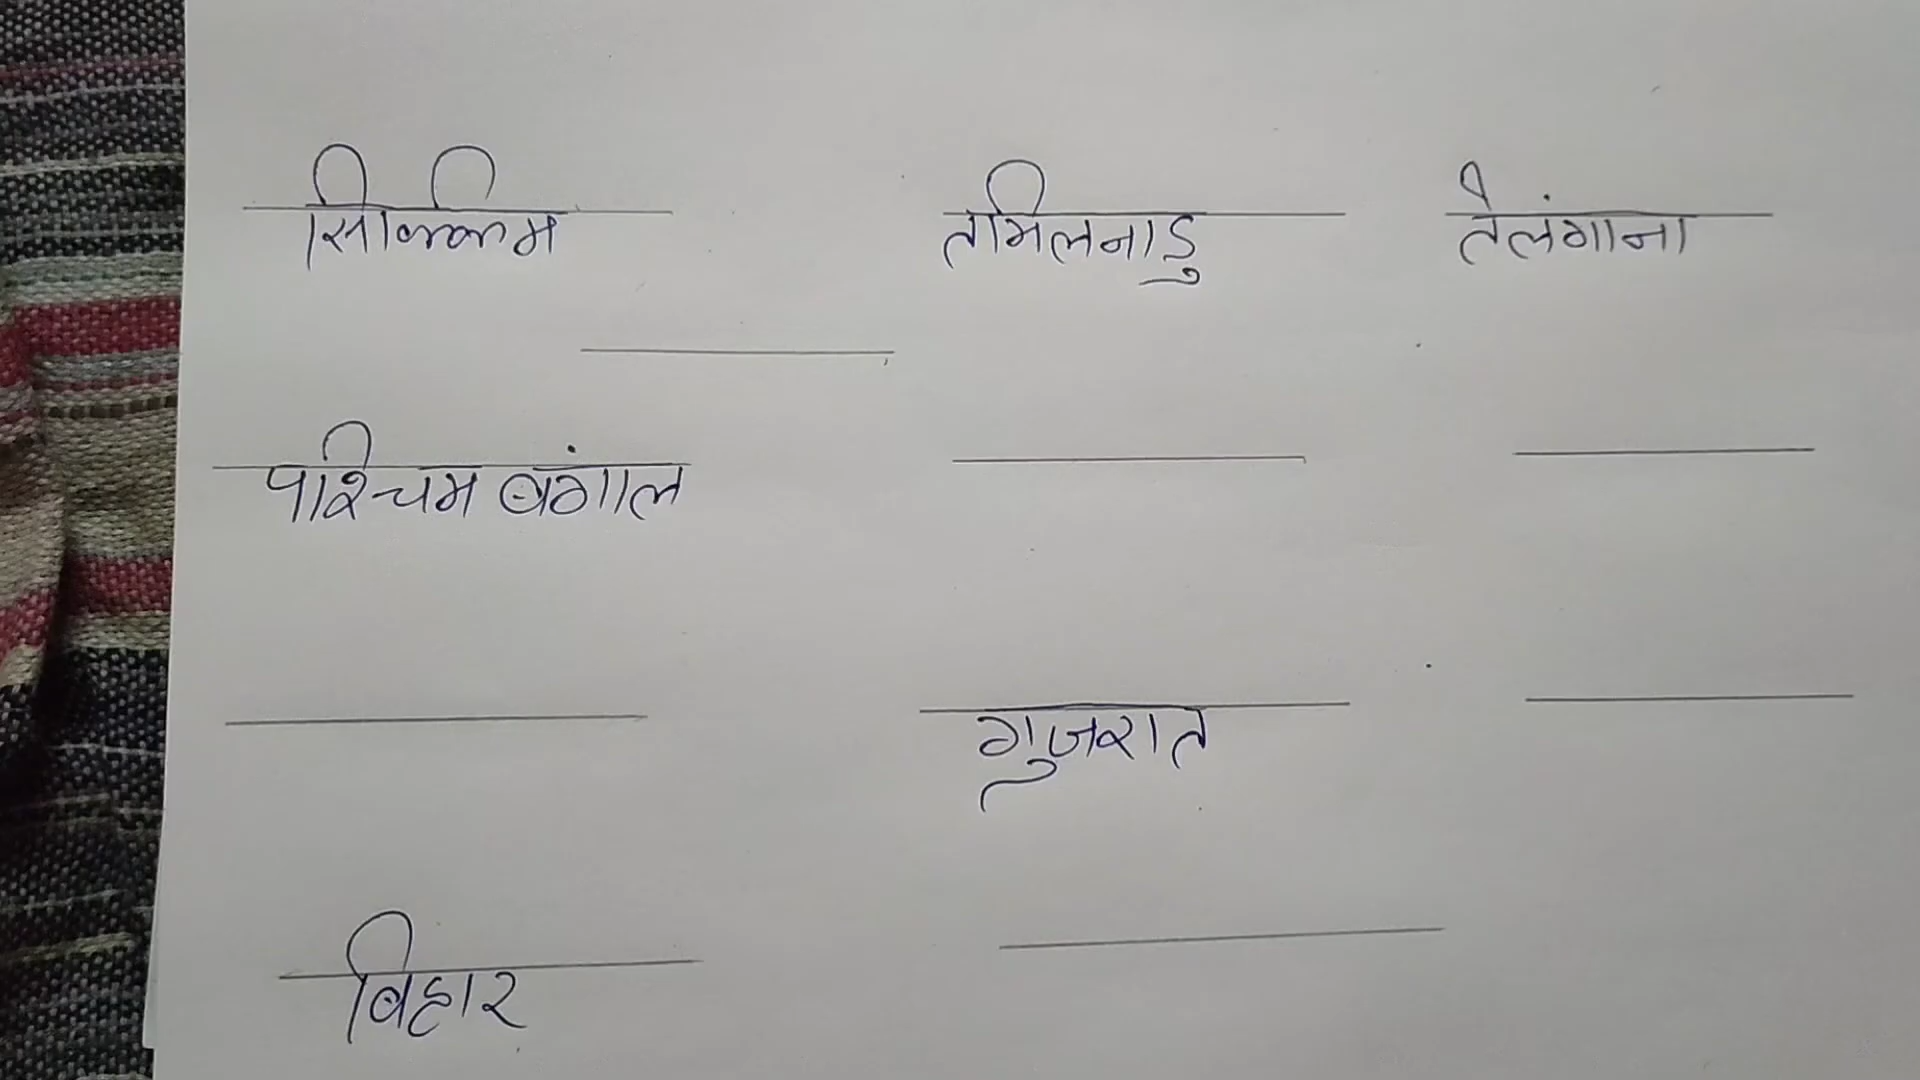 सिक्किम तमिलनाडु तेलंगाना
पश्चिम बंगाल
गुजरात
बिहार